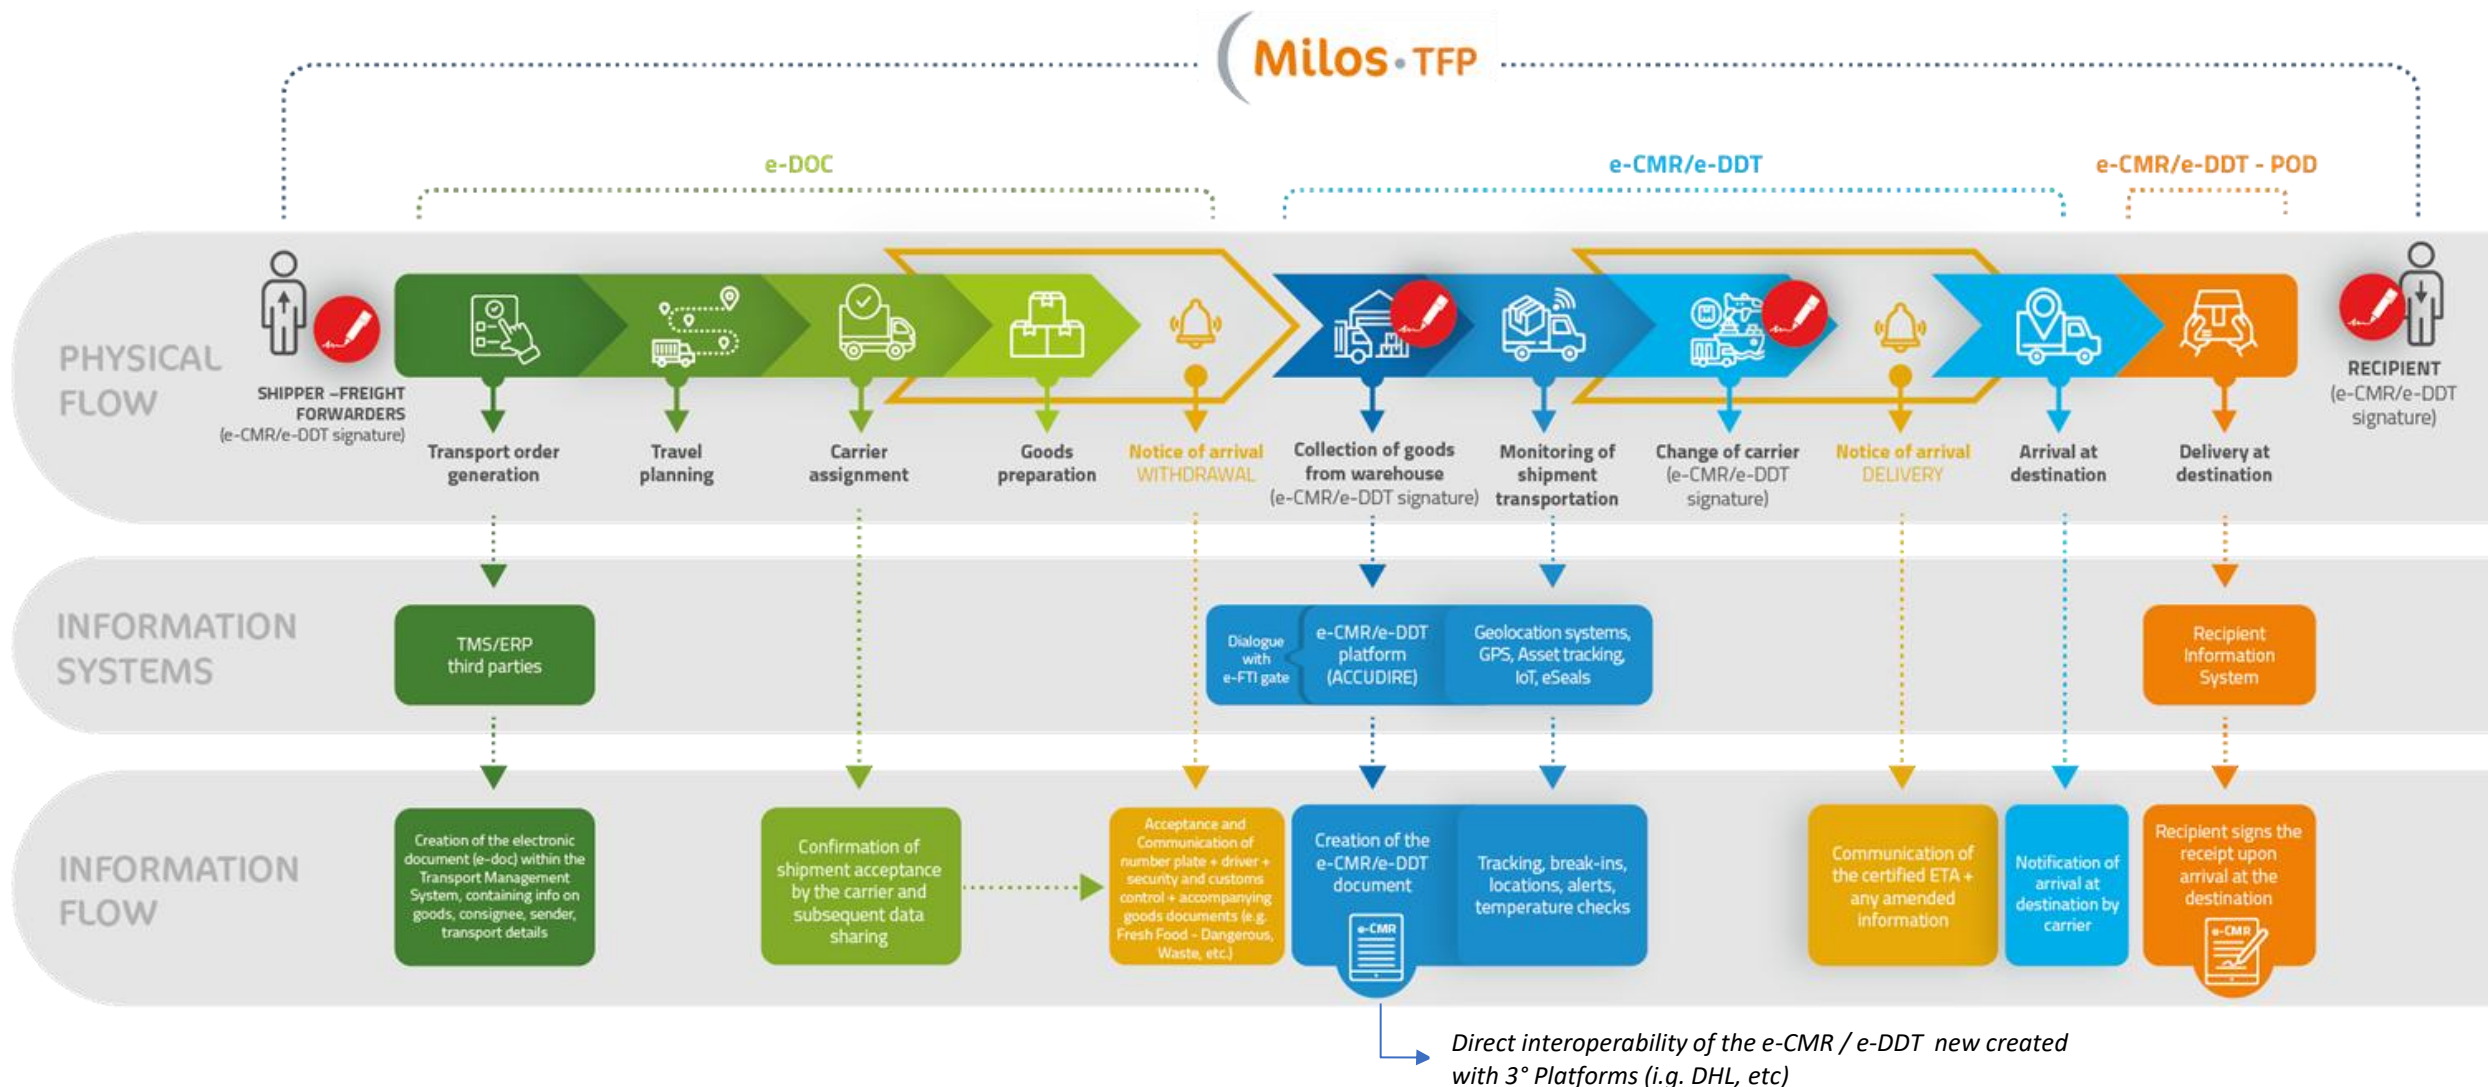 Milos • TFP
e-DOC
e-CMR/e-DDT
e-CMR/e-DDT - POD
PHYSICAL
FLOW
SHIPPER –FREIGHT
FORWARDERS
(e-CMR/e-DDT signature)
Transport order
generation
Travel
planning
Carrier
assignment
Goods
preparation
Notice of arrival
WITHDRAWAL
Collection of goods
from warehouse
(e-CMR/e-DDT signature)
Monitoring of
shipment
transportation
Change of carrier
(e-CMR/e-DDT
signature)
Notice of arrival
DELIVERY
Arrival at
destination
Delivery at
destination
RECIPIENT
(e-CMR/e-DDT
signature)
INFORMATION
SYSTEMS
TMS/ERP
third parties
Dialogue
with
e-FTI gate
e-CMR/e-DDT
platform
(ACCUDIRE)
Geolocation systems,
GPS, Asset tracking,
IoT, eSeals
Recipient
Information
System
INFORMATION
FLOW
Creation of the electronic
document (e-doc) within the
Transport Management
System, containing info on
goods, consignee, sender,
transport details
Confirmation of
shipment acceptance
by the carrier and
subsequent data
sharing
Acceptance and
Communication of
number plate + driver +
security and customs
control + accompanying
goods documents (e.g.
Fresh Food - Dangerous,
Waste, etc.)
Creation of the
e-CMR/e-DDT
document
e-CMR
Tracking, break-ins,
locations, alerts,
temperature checks
Communication of
the certified ETA +
any amended
information
Notification of
arrival at
destination by
carrier
Recipient signs the
receipt upon
arrival at the
destination
e-CMR
Direct interoperability of the e-CMR / e-DDT new created
with 3° Platforms (i.g. DHL, etc)